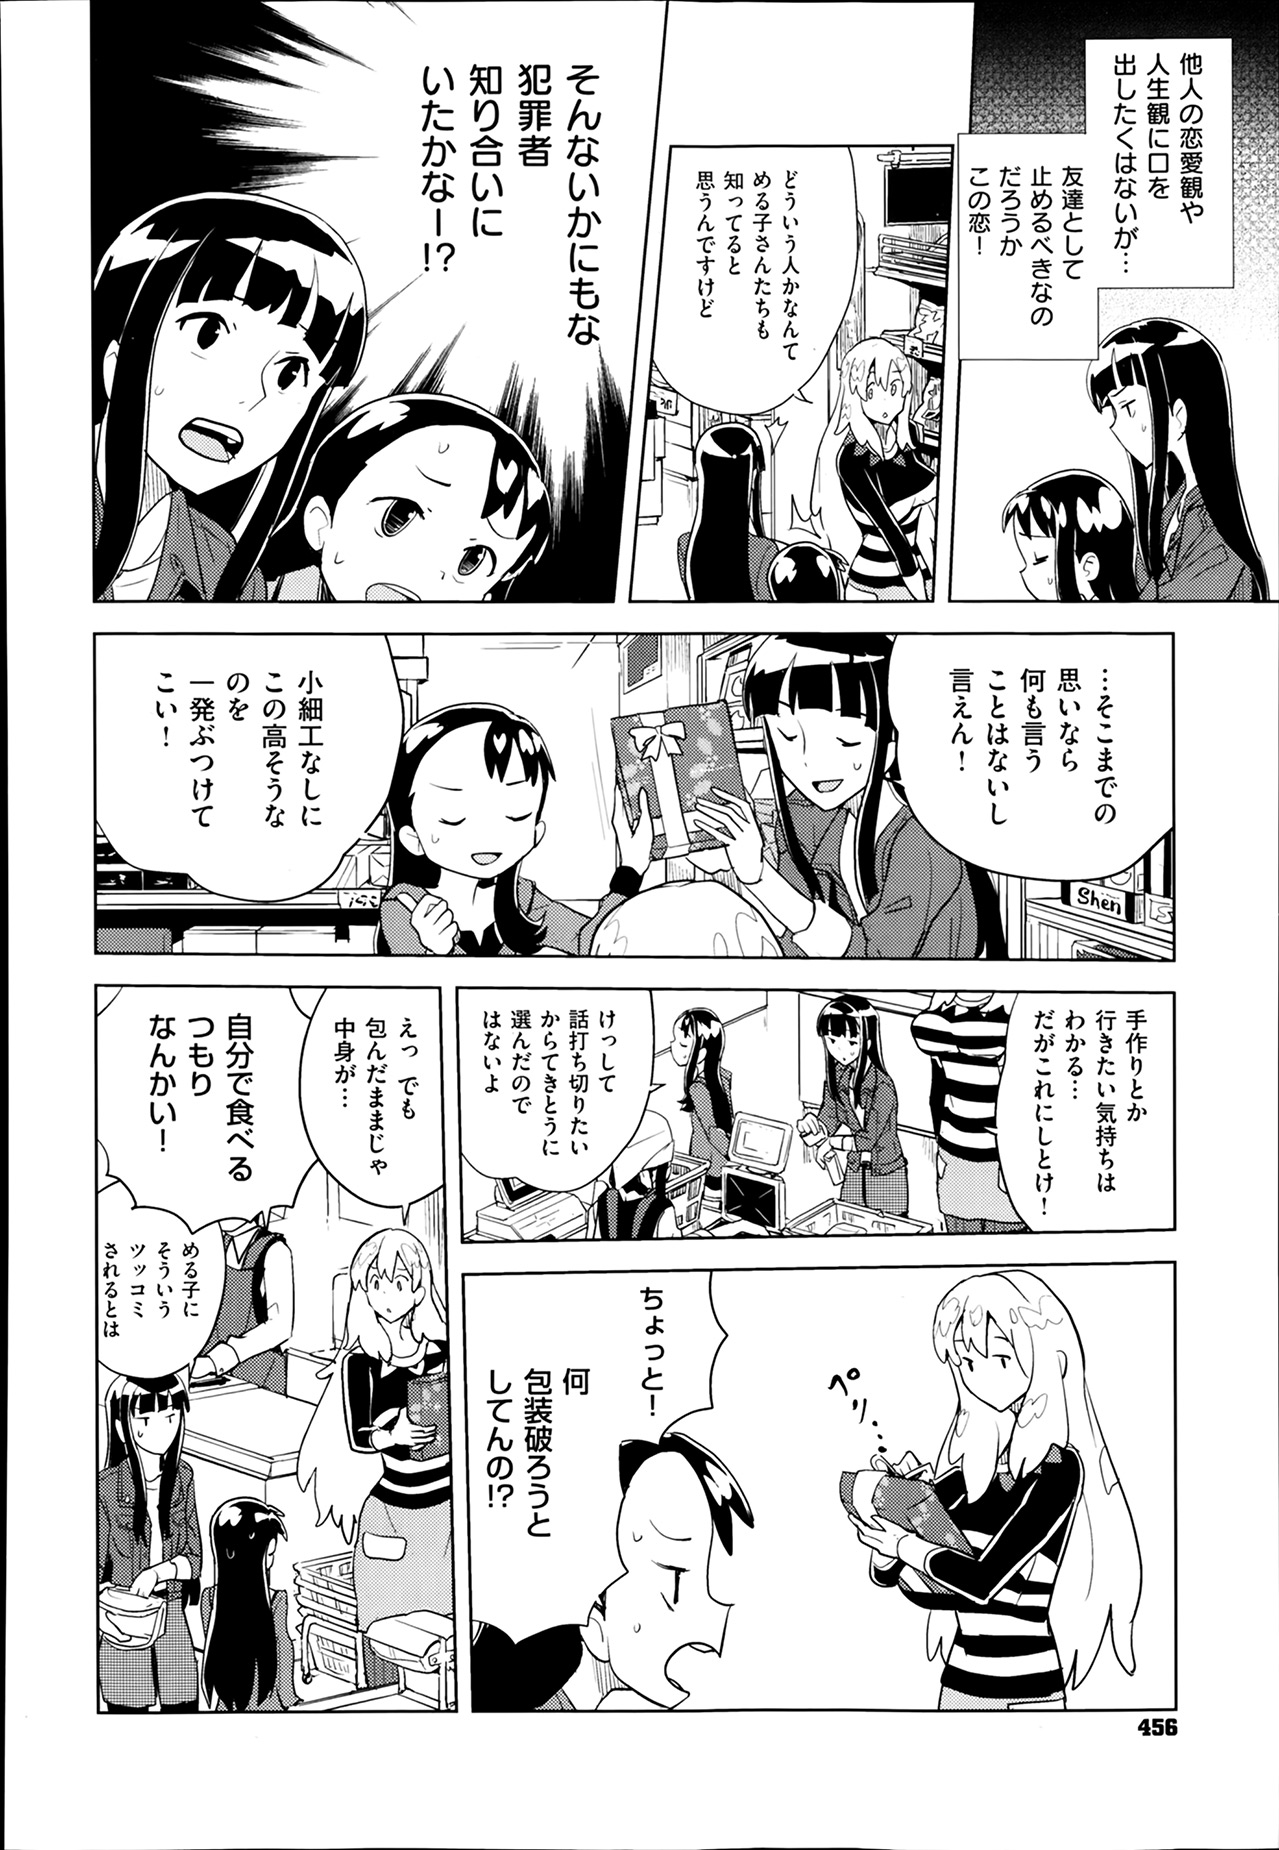 他人の恋愛観や
人生観に口を
出したくはないが…
友達として
止めるべきなの
だろうか
この恋！
どういう人かなんて
める子さんたちも
知ってると
思うんですけど
そんないかにもな
犯罪者
知り合いに
いたかなー!?
…そこまでの
思いなら
何も言う
ことはないし
言えん！
小細工なしに
この高そうな
のを
一発ぶつけて
こい！
Shen
手作りとか
行きたい気持ちは
わかる…
だがこれにしとけ！
けっして
話打ち切りたい
からてきとうに
選んだので
はないよ
えっ でも
包んだままじゃ
中身が…
自分で食べる
つもり
なんかい！
める子に
そういう
ツッコミ
されるとは
ペリ…
ちょっと！
何
包装破ろうと
してんの!?
456